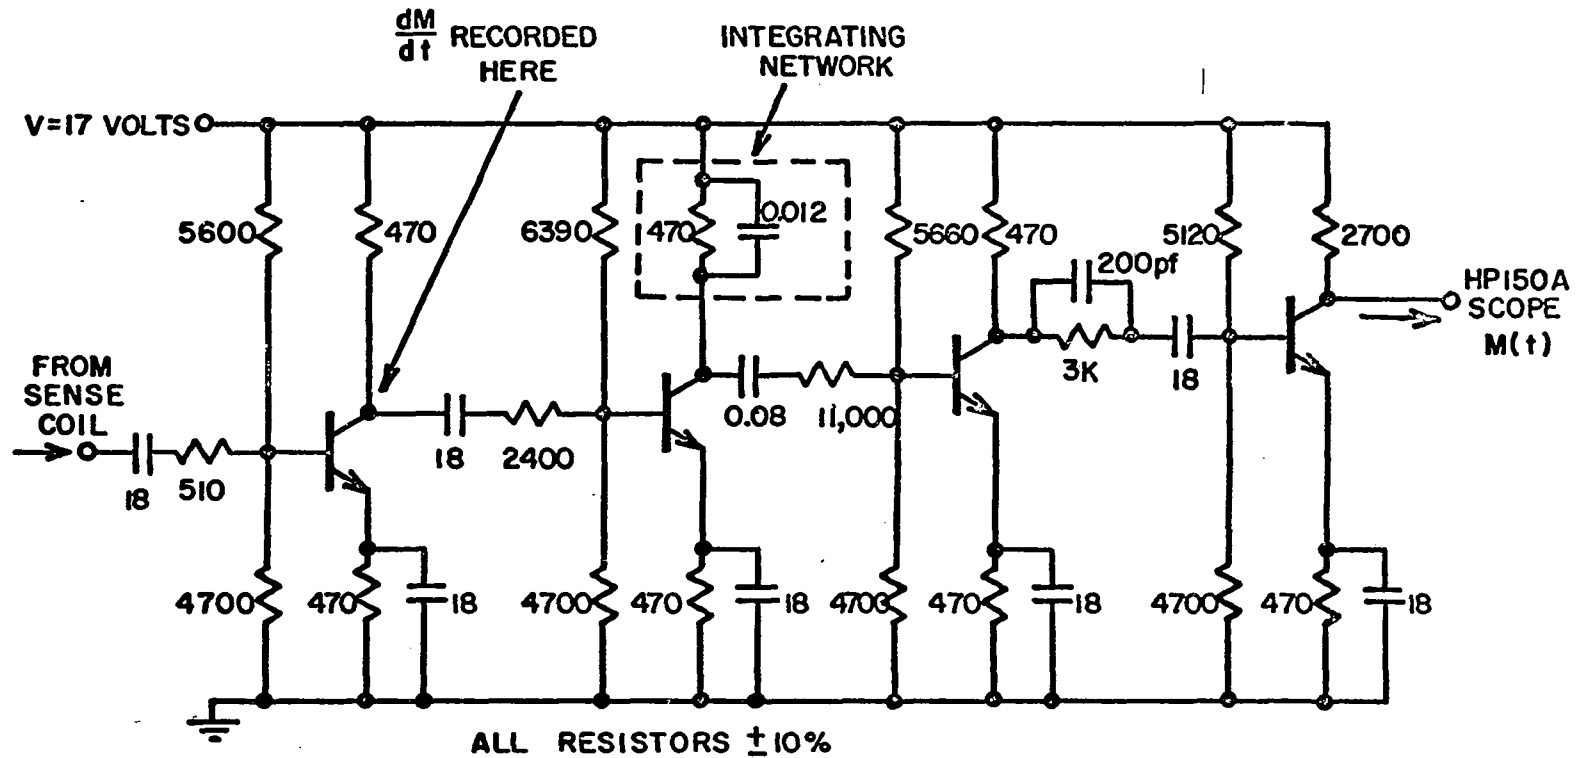 dM
dt RECORDED
HERE
INTEGRATING
NETWORK
V=17 VOLTS
5600
470
6390
470
0.012
5660
470
5120
2700
200pf
HP150A
SCOPE
M(t)
3K
18
FROM
SENSE
COIL
0.08
11,000
18
2400
18
510
4700
470
18
4700
470
18
4700
470
18
4700
470
18
ALL RESISTORS ±10%